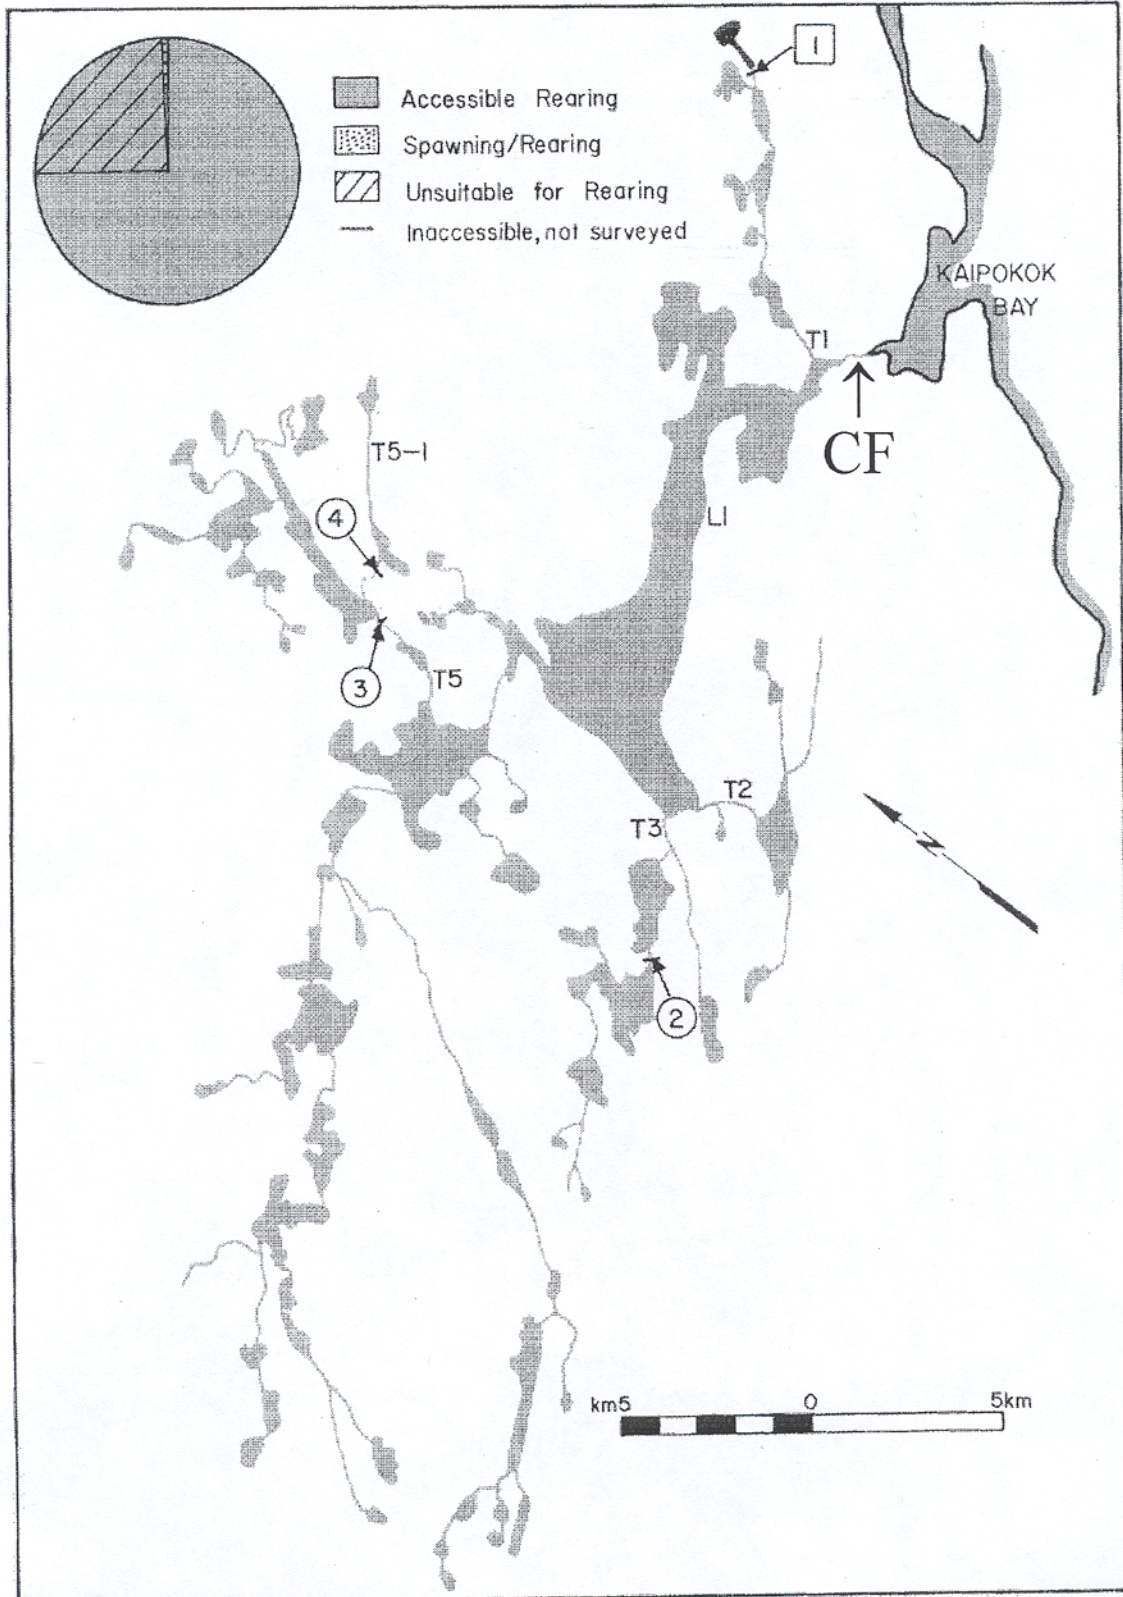 1
Accessible Rearing
Spawning/Rearing
Unsuitable for Rearing
Inaccessible, not surveyed
KAIPOKOK
BAY
T1
CF
T5-1
4
L1
3
T5
T2
T3
N
2
km5 0 5km